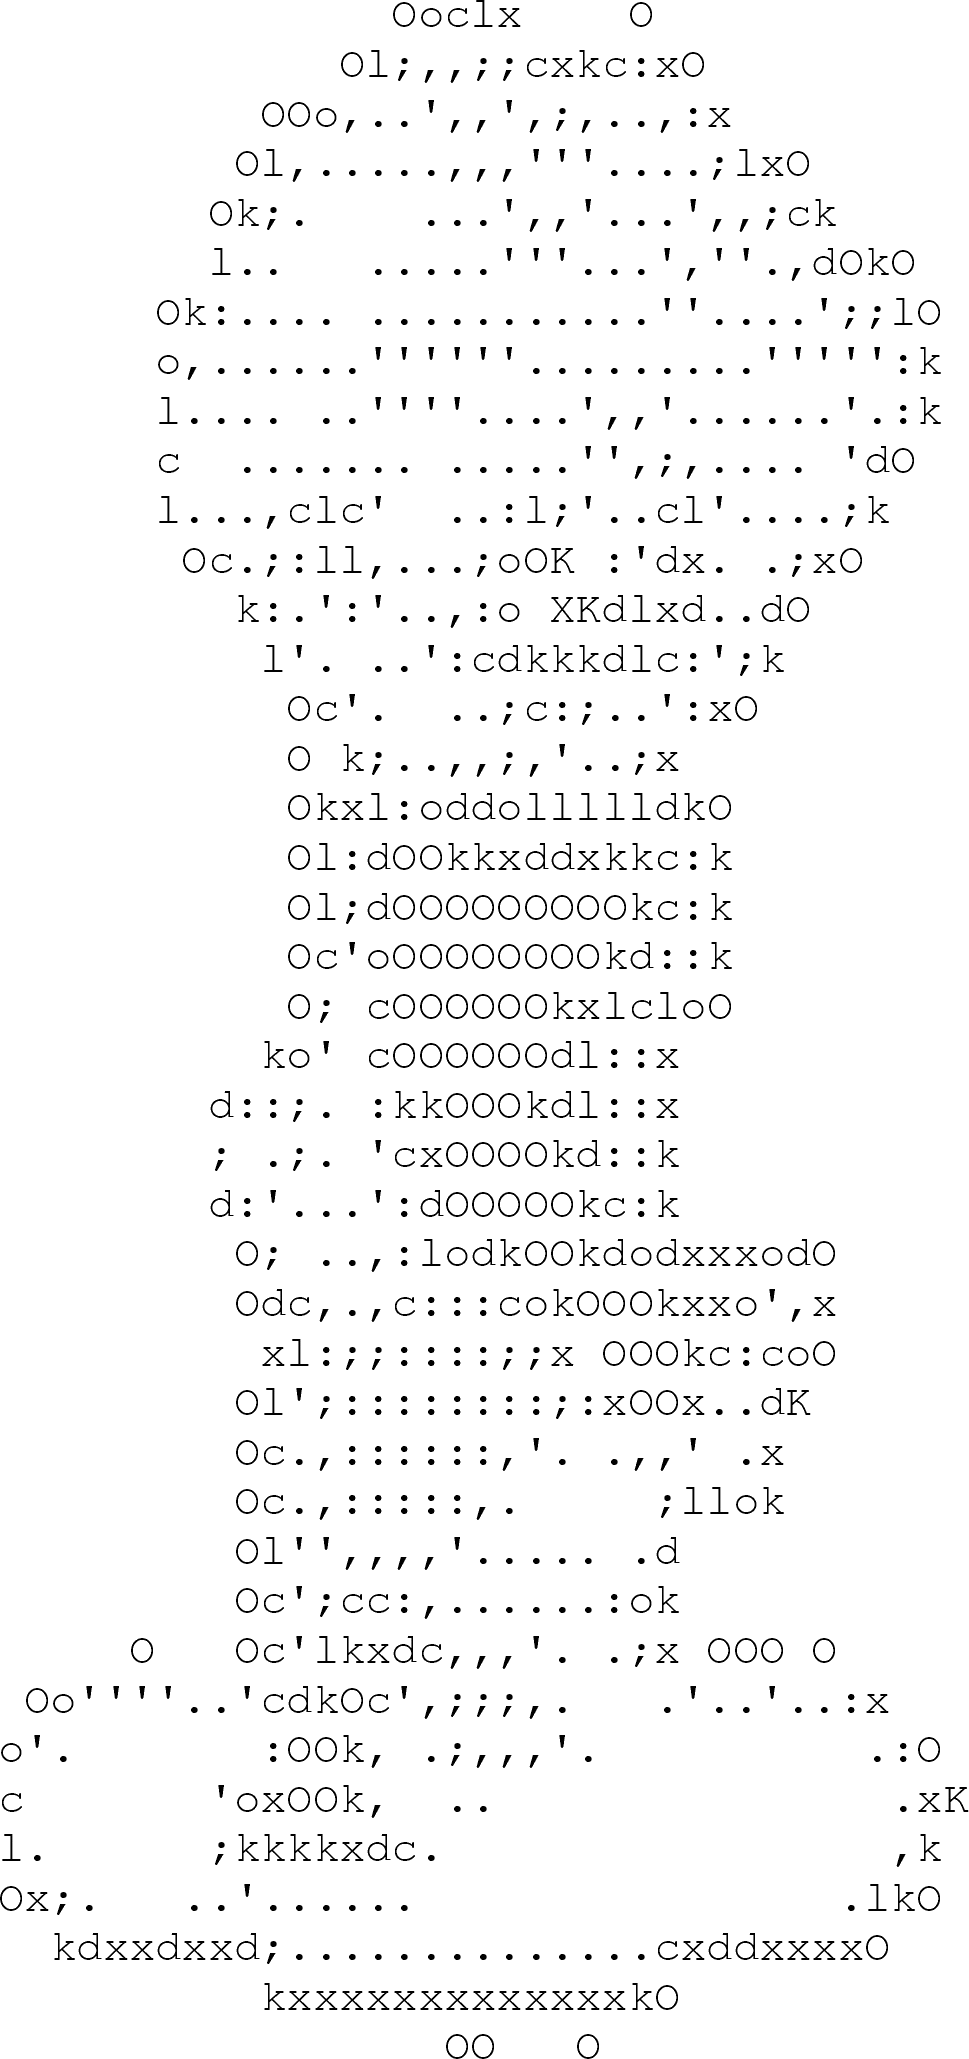 Ooclx    O
Ol;,,;;cxkc:xO
OOo,..',,',;,..,:x
Ol,.....,,,'''....;lxO
Ok;.    ...',,'...',,;ck
l..   .....'''...',''.,dOkO
Ok:.... ...........''....';;lO
o,......''''''.........''''':k
l.... ..''''....',,'......'.:k
c  ....... .....'',;,.... 'dO
l...,clc'  ..:l;'..cl'....;k
Oc.;:ll,...;oOK :'dx. .;xO
k:.':'..,:o XKdlxd..dO
l'. ..':cdkkkdlc:';k
Oc'.  ..;c:;..':xO
O k;..,,;,'..;x
Okxl:oddolllllldkO
Ol:dOOkkxddxkkc:k
Ol;dOOOOOOOOOkc:k
Oc'oOOOOOOOOkd::k
O; cOOOOOOkxlcloO
ko' cOOOOOOdl::x
d::;. :kkOOOkdl::x
; .;. 'cxOOOOkd::k
d:'...':dOOOOOkc:k
O; ..,:lodkOOkdodxxxodO
Odc,.,c:::cokOOOkxxo',x
xl:;;::::;;x OOOkc:coO
Ol';::::::::;:xOOx..dK
Oc.,::::::,'. .,,' .x
Oc.,:::::,.     ;llok
Ol'',,,,'..... .d
Oc';cc:,......:ok
O   Oc'lkxdc,,,'. .;x OOO O
Oo''''..'cdkOc',;;;,.   .'..'..:x
o'.       :OOk, .;,,,'.          .:O
c       'oxOOk,  ..               .xK
l.      ;kkkkxdc.                 ,k
Ox;.   ..'......                .lkO
kdxxdxxd;..............cxddxxxxO
kxxxxxxxxxxxxxxkO
OO   O